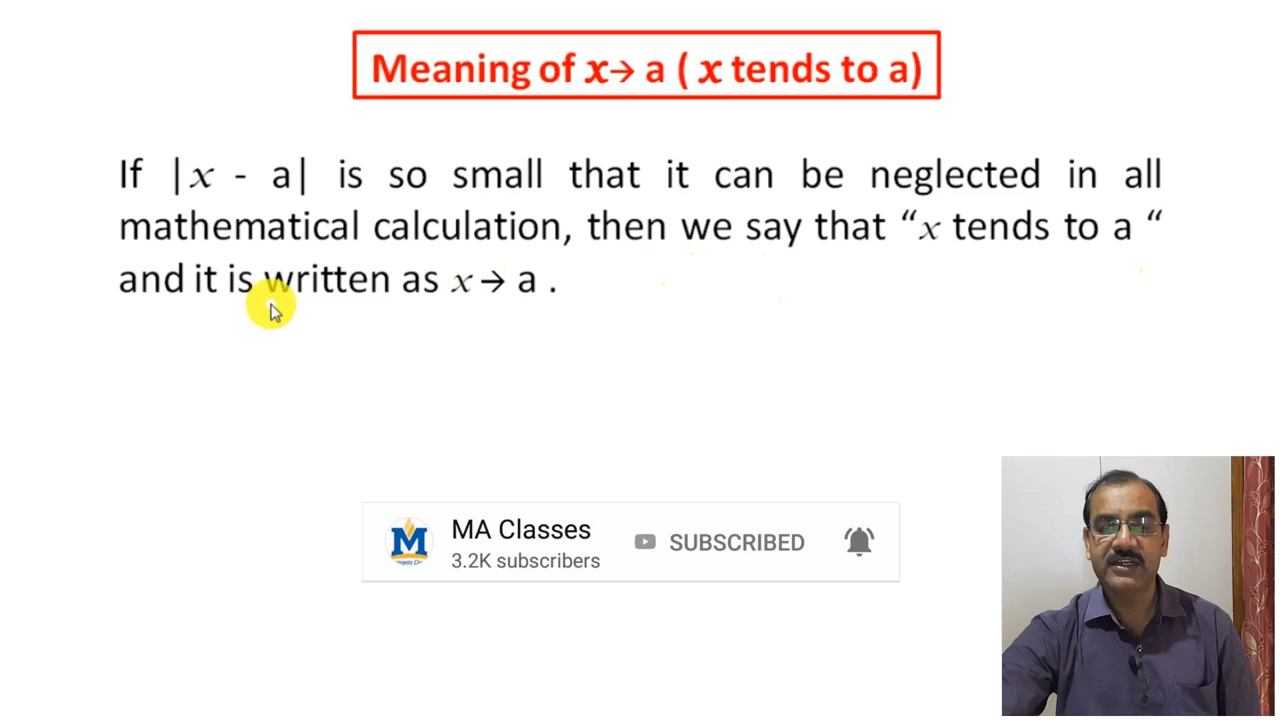 Meaning of x→ a ( x tends to a)
If |x - a| is so small that it can be neglected in all
mathematical calculation, then we say that “x tends to a “
and it is written as x → a .
MA Classes
SUBSCRIBED
3.2K subscribers
M